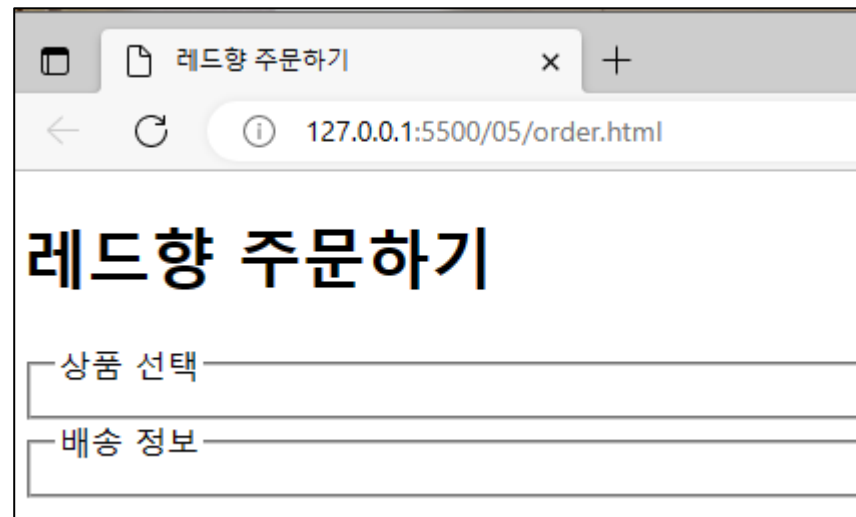 레드향 주문하기
127.0.0.1:5500/05/order.html
레드향 주문하기
상품 선택
배송 정보